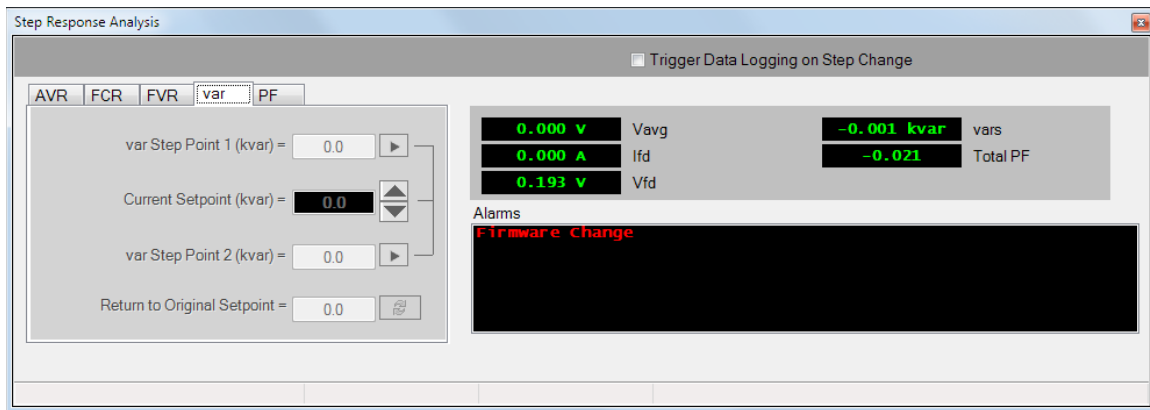 Step Response Analysis
Trigger Data Logging on Step Change
AVR FCR FVR var PF
var Step Point 1 (kvar) = 0.0
Current Setpoint (kvar) = 0.0
var Step Point 2 (kvar) = 0.0
Return to Original Setpoint = 0.0
0.000 V Vavg -0.001 kvar vars
0.000 A Ifd -0.021 Total PF
0.193 V Vfd
Alarms
Firmware Change